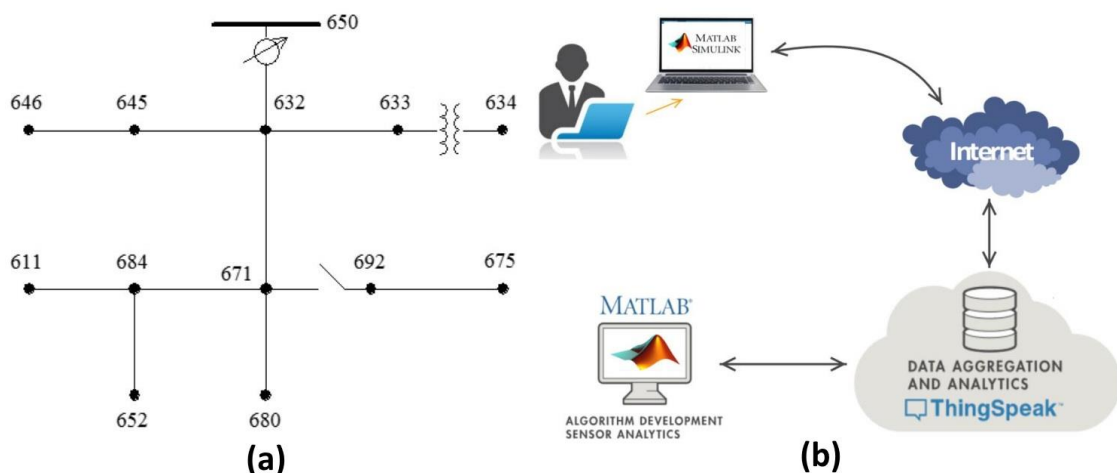 650
646
645
632
633
634
611
684
671
692
675
652
680
(a)
MATLAB
SIMULINK
Internet
MATLAB®
ALGORITHM DEVELOPMENT
SENSOR ANALYTICS
DATA AGGREGATION
AND ANALYTICS
ThingSpeak™
(b)